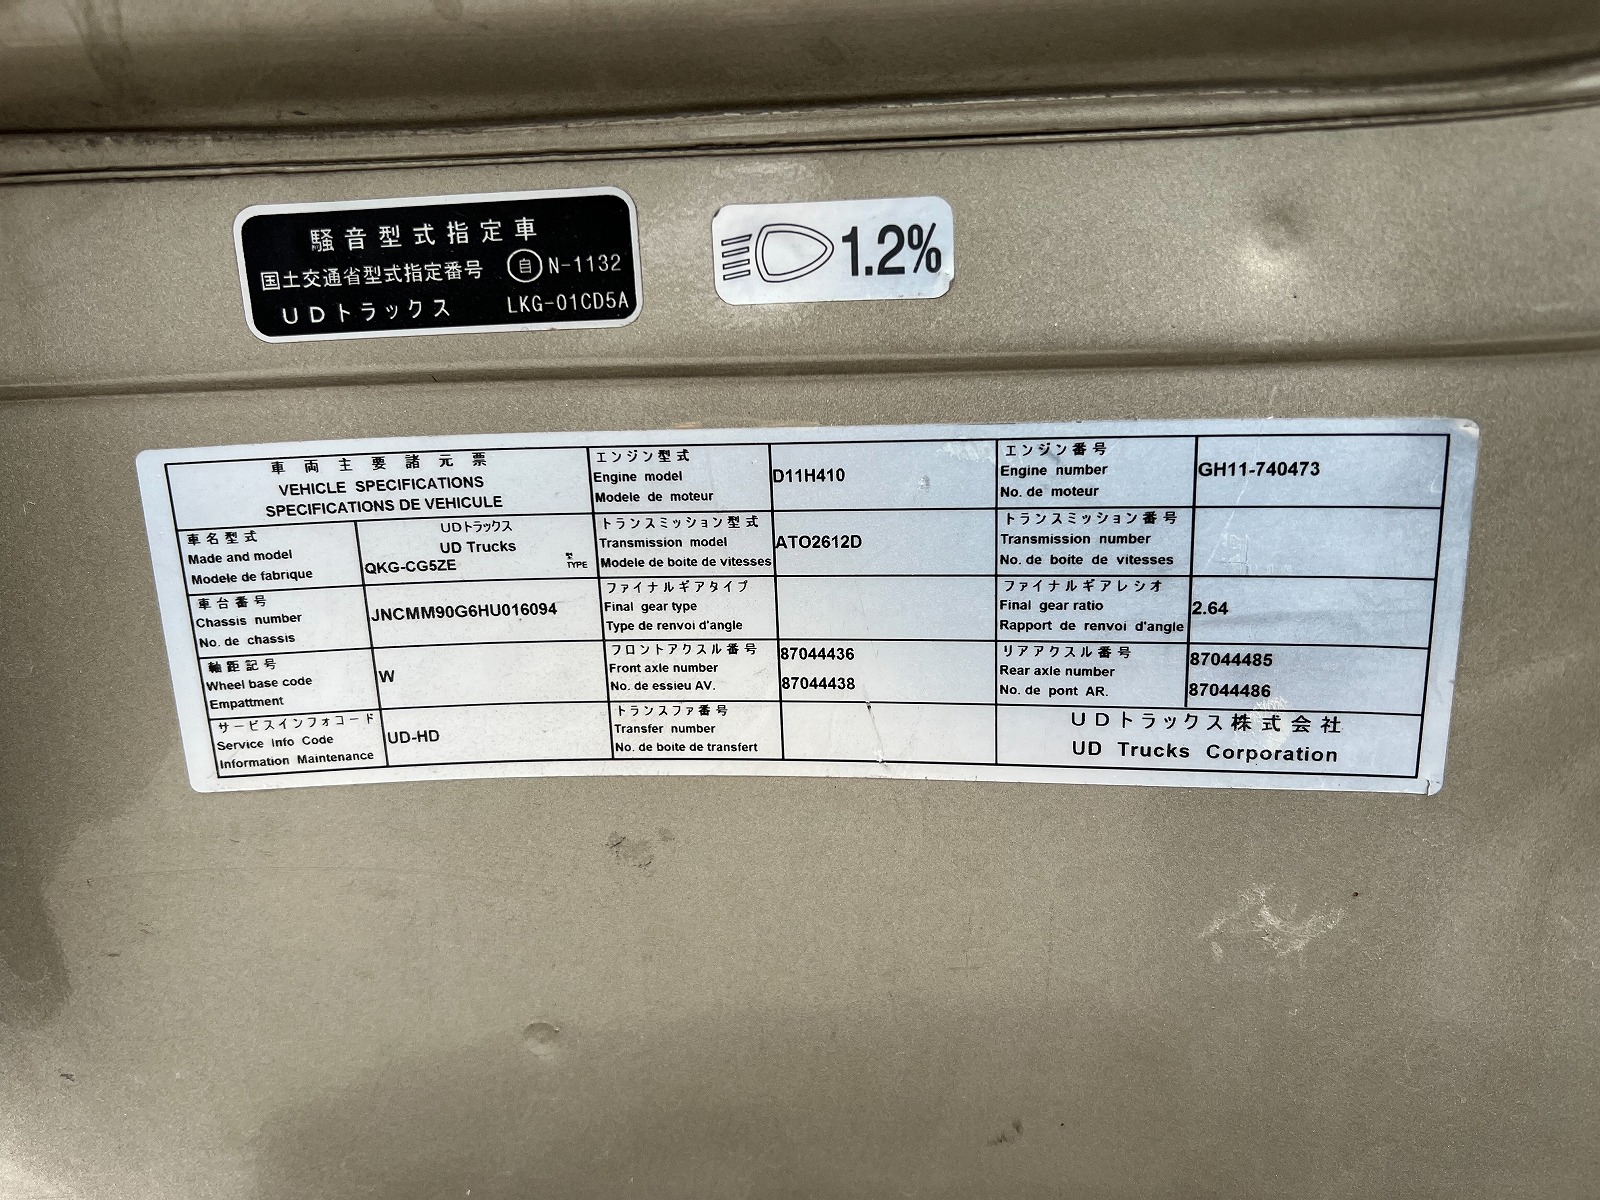 騒音型式指定車
国土交通省型式指定番号 自 N-1132
UDトラックス LKG-01CD5A
1.2%
車両主要諸元票
VEHICLE SPECIFICATIONS
SPECIFICATIONS DE VEHICULE
車名型式
Made and model
Modele de fabrique
UDトラックス
UD Trucks
QKG-CG5ZE
型
TYPE
車台番号
Chassis number
No. de chassis
JNCMM90G6HU016094
軸距記号
Wheel base code
Empattment
W
サービスインフォコード
Service Info Code
Information Maintenance
UD-HD
エンジン型式
Engine model
Modele de moteur
D11H410
トランスミッション型式
Transmission model
Modele de boite de vitesses
ATO2612D
ファイナルギアタイプ
Final gear type
Type de renvoi d'angle
フロントアクスル番号
Front axle number
No. de essieu AV.
87044436
87044438
トランスファ番号
Transfer number
No. de boite de transfert
エンジン番号
Engine number
No. de moteur
GH11-740473
トランスミッション番号
Transmission number
No. de boite de vitesses
ファイナルギアレシオ
Final gear ratio
Rapport de renvoi d'angle
2.64
リアアクスル番号
Rear axle number
No. de pont AR.
87044485
87044486
UDトラックス株式会社
UD Trucks Corporation